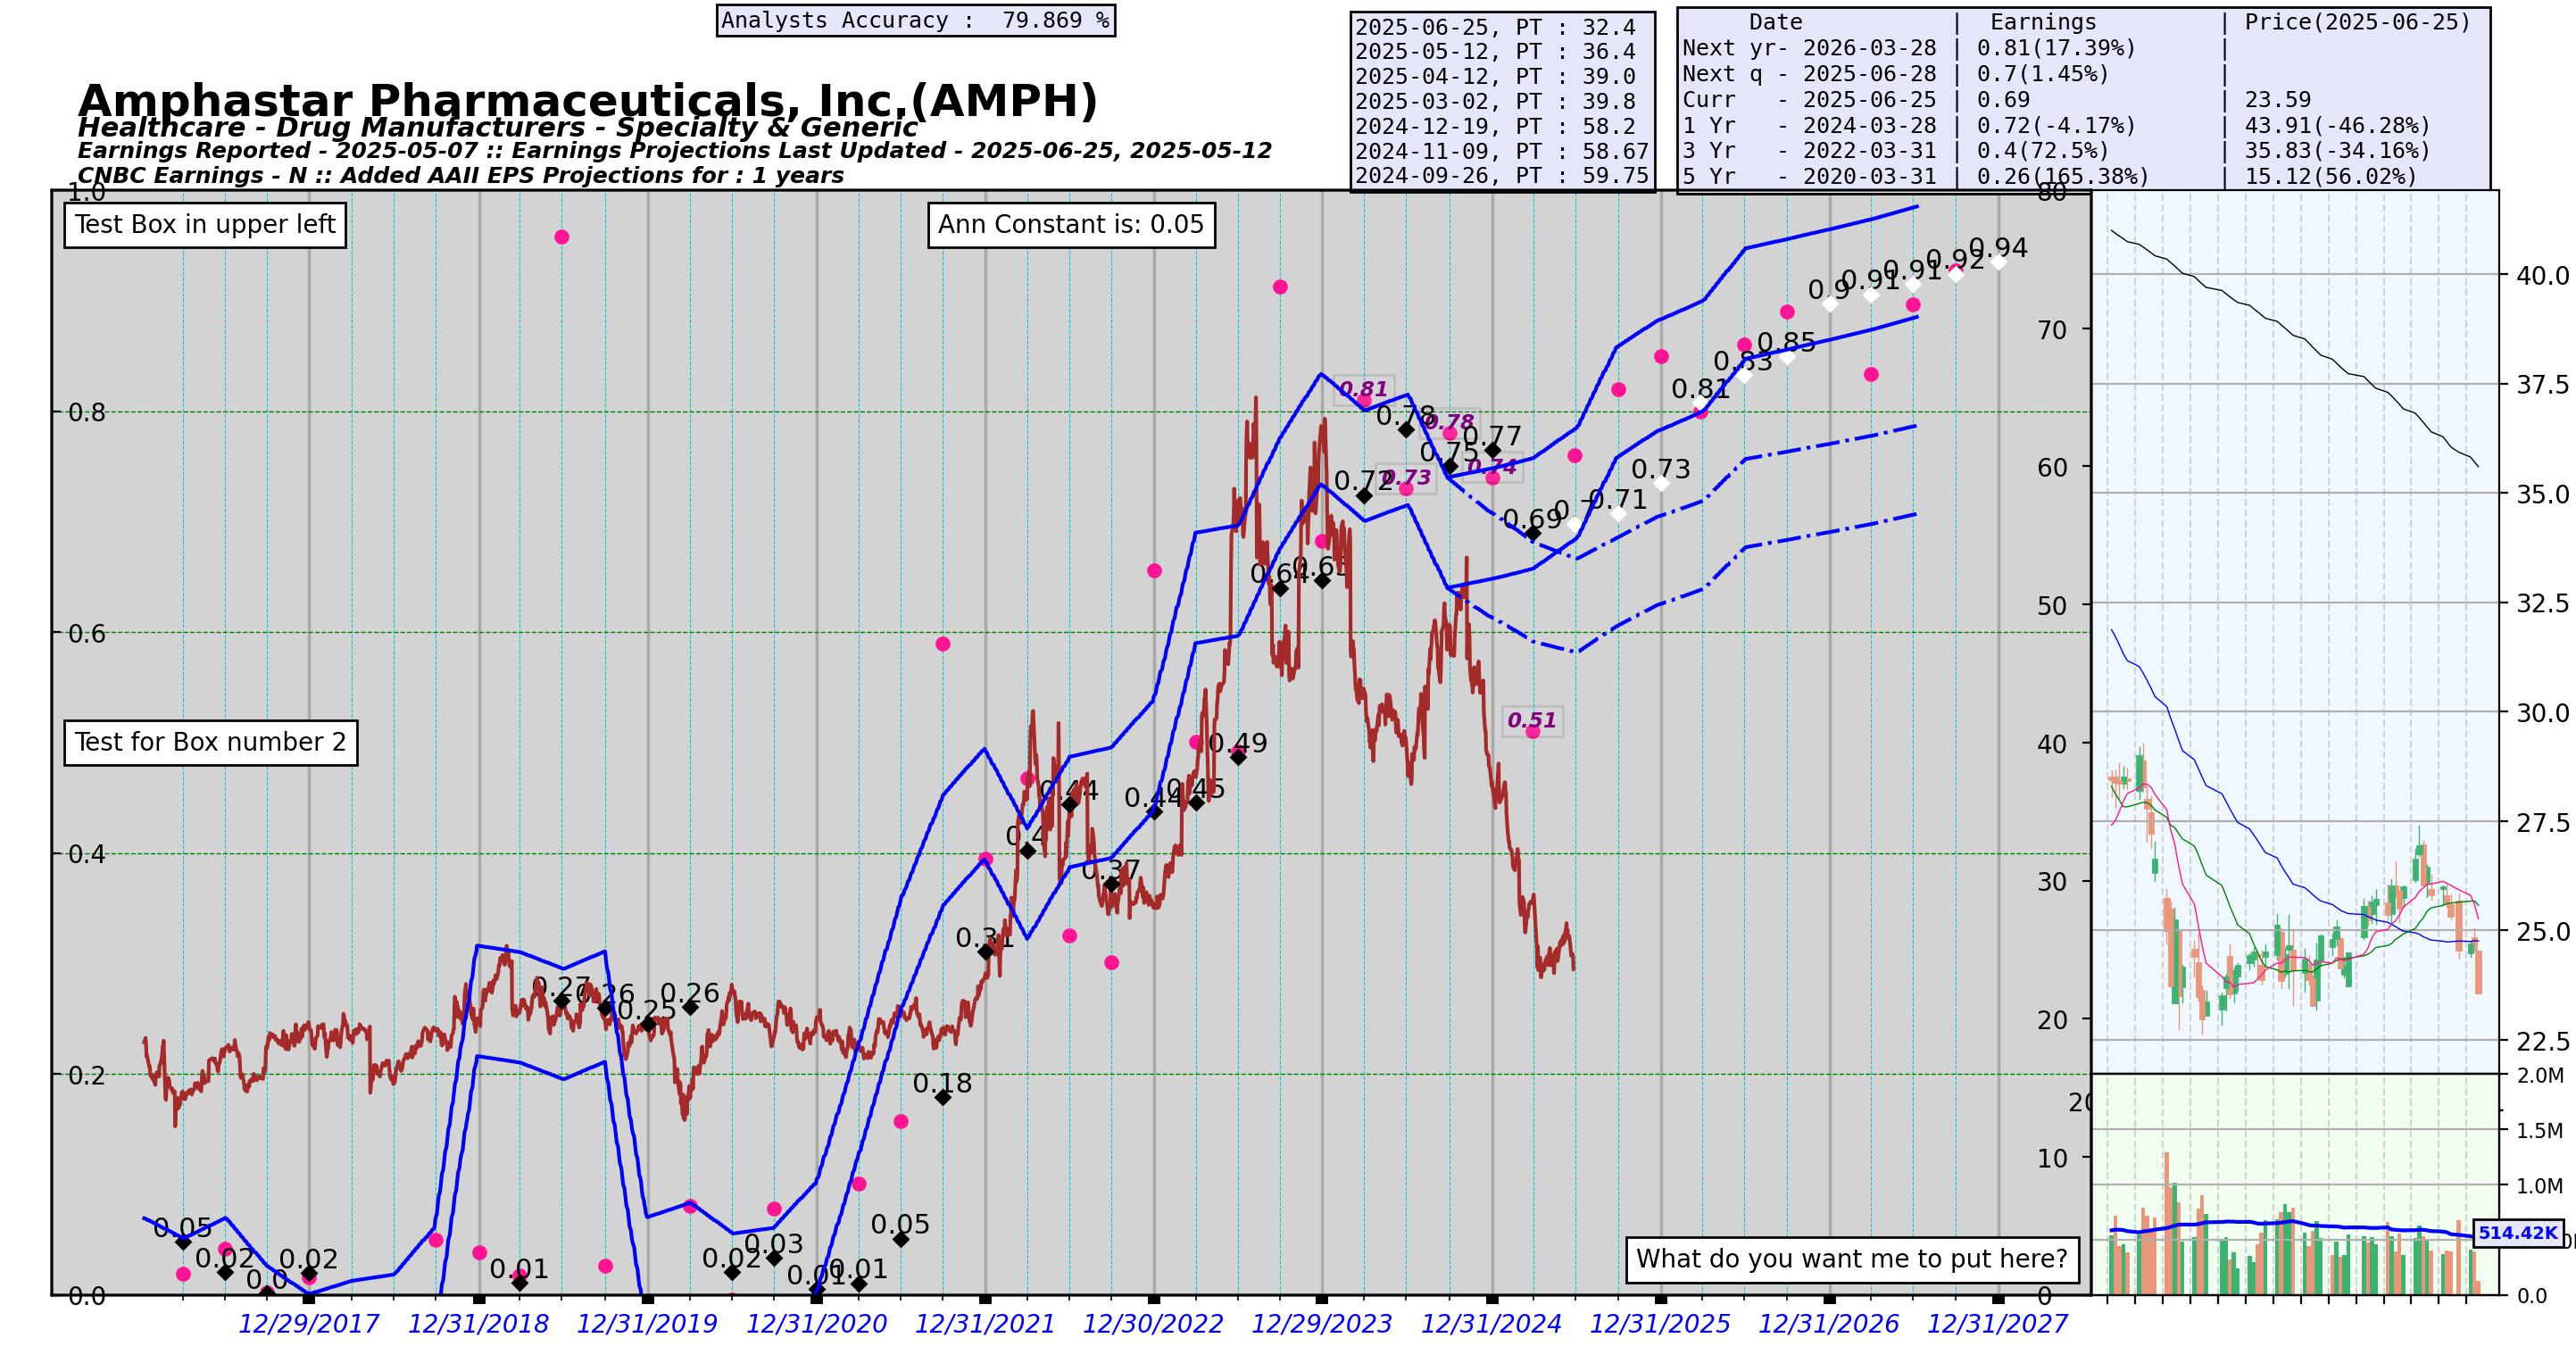 Analysts Accuracy :  79.869 %
2025-06-25, PT : 32.4
2025-05-12, PT : 36.4
2025-04-12, PT : 39.0
2025-03-02, PT : 39.8
2024-12-19, PT : 58.2
2024-11-09, PT : 58.67
2024-09-26, PT : 59.75
Date | Earnings | Price(2025-06-25)
Next yr- 2026-03-28 | 0.81(17.39%) |
Next q - 2025-06-28 | 0.7(1.45%) |
Curr - 2025-06-25 | 0.69 | 23.59
1 Yr - 2024-03-28 | 0.72(-4.17%) | 43.91(-46.28%)
3 Yr - 2022-03-31 | 0.4(72.5%) | 35.83(-34.16%)
5 Yr - 2020-03-31 | 0.26(165.38%) | 15.12(56.02%)
Amphastar Pharmaceuticals, Inc.(AMPH)
Healthcare - Drug Manufacturers - Specialty & Generic
Earnings Reported - 2025-05-07 :: Earnings Projections Last Updated - 2025-06-25, 2025-05-12
CNBC Earnings - N :: Added AAII EPS Projections for : 1 years
Test Box in upper left
Ann Constant is: 0.05
Test for Box number 2
What do you want me to put here?
1.0
0.8
0.6
0.4
0.2
0.0
80
70
60
50
40
30
20
10
0
40.0
37.5
35.0
32.5
30.0
27.5
25.0
22.5
2.0M
1.5M
1.0M
514.42K
0.0
0.05
0.02
0.0
0.02
0.01
0.27
0.26
0.25
0.26
0.02
0.03
0.01
0.01
0.05
0.18
0.31
0.4
0.44
0.37
0.44
0.45
0.49
0.64
0.65
0.72
0.78
0.75
0.77
0.69
0.81
0.73
0.78
0.74
0.51
0.71
0.73
0.81
0.83
0.85
0.9
0.91
0.91
0.92
0.94
12/29/2017
12/31/2018
12/31/2019
12/31/2020
12/31/2021
12/30/2022
12/29/2023
12/31/2024
12/31/2025
12/31/2026
12/31/2027